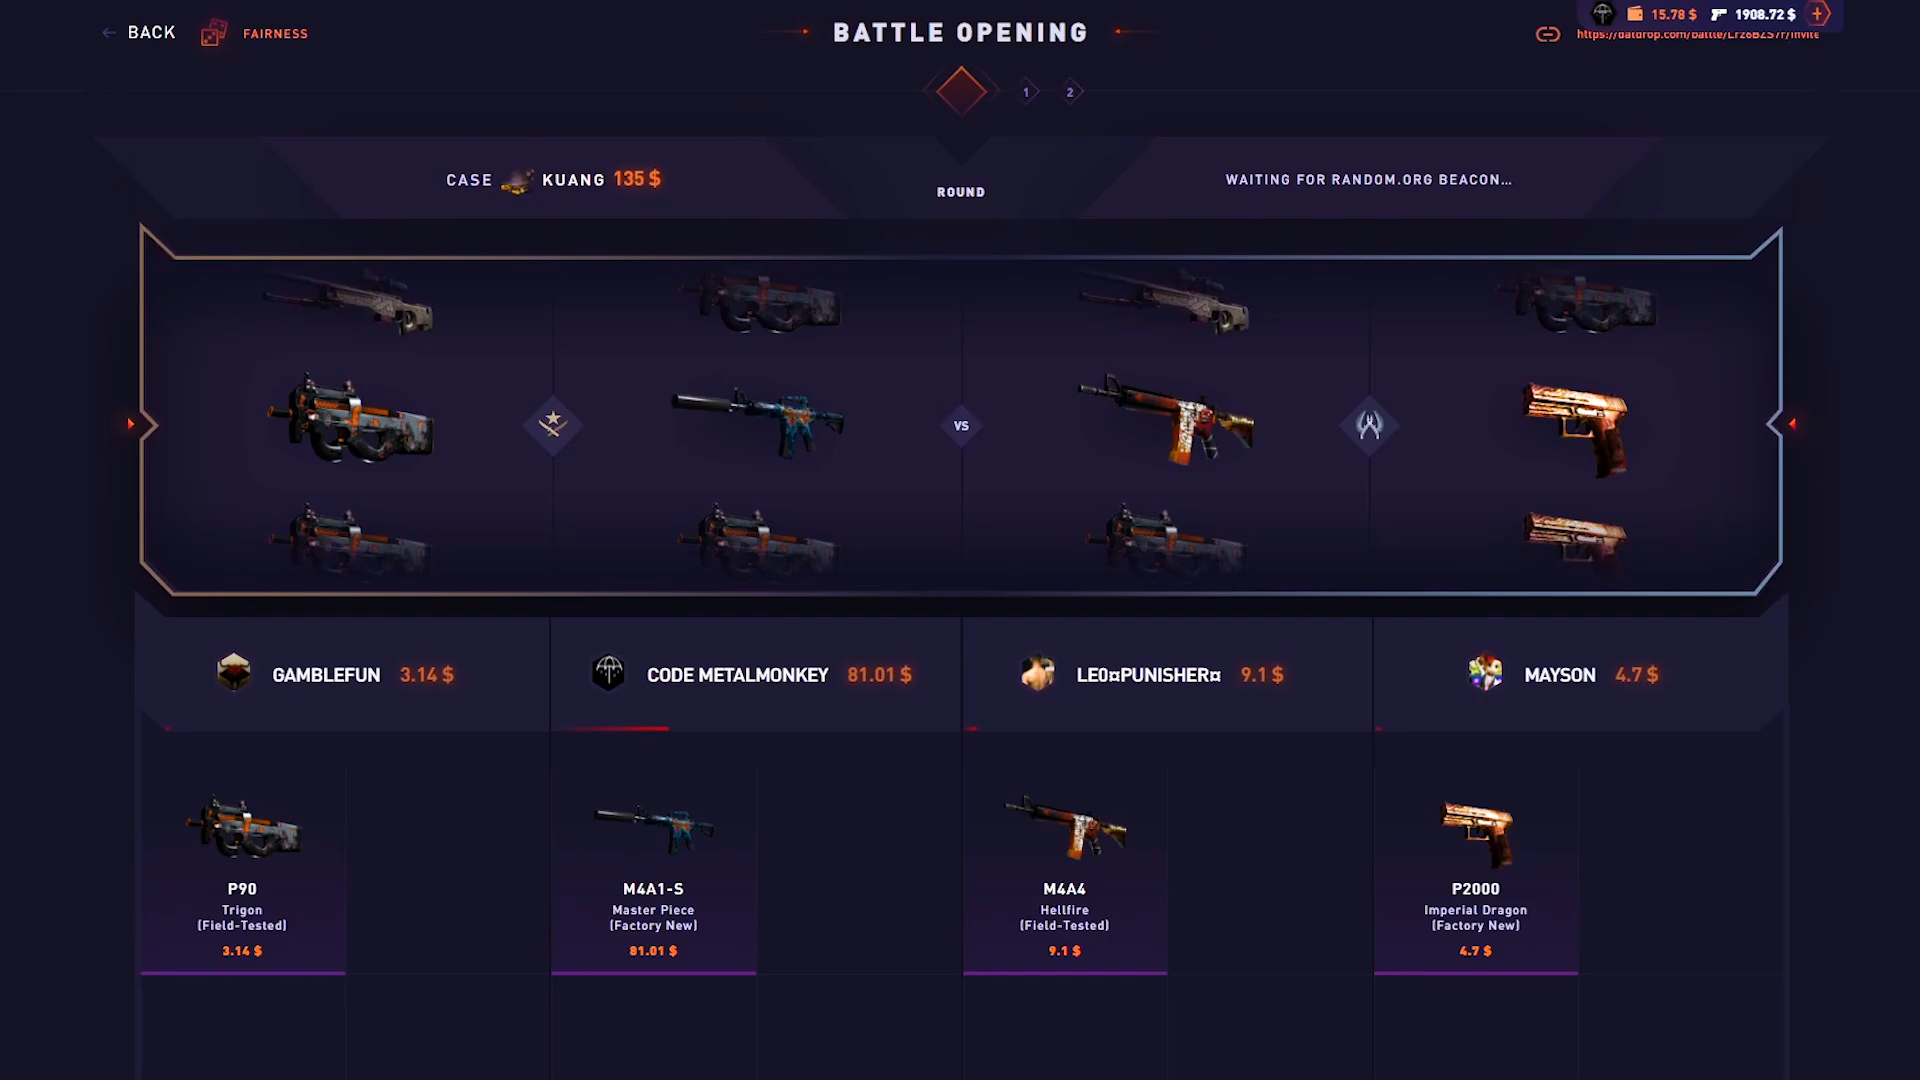 BACK
FAIRNESS
BATTLE OPENING
15.78 $
1908.72 $
1
2
CASE KUANG 135 $
ROUND
WAITING FOR RANDOM.ORG BEACON...
VS
GAMBLEFUN 3.14 $
CODE METALMONKEY 81.01 $
LE0¤PUNISHER¤ 9.1 $
MAYSON 4.7 $
P90
Trigon
(Field-Tested)
3.14 $
M4A1-S
Master Piece
(Factory New)
81.01 $
M4A4
Hellfire
(Field-Tested)
9.1 $
P2000
Imperial Dragon
(Factory New)
4.7 $